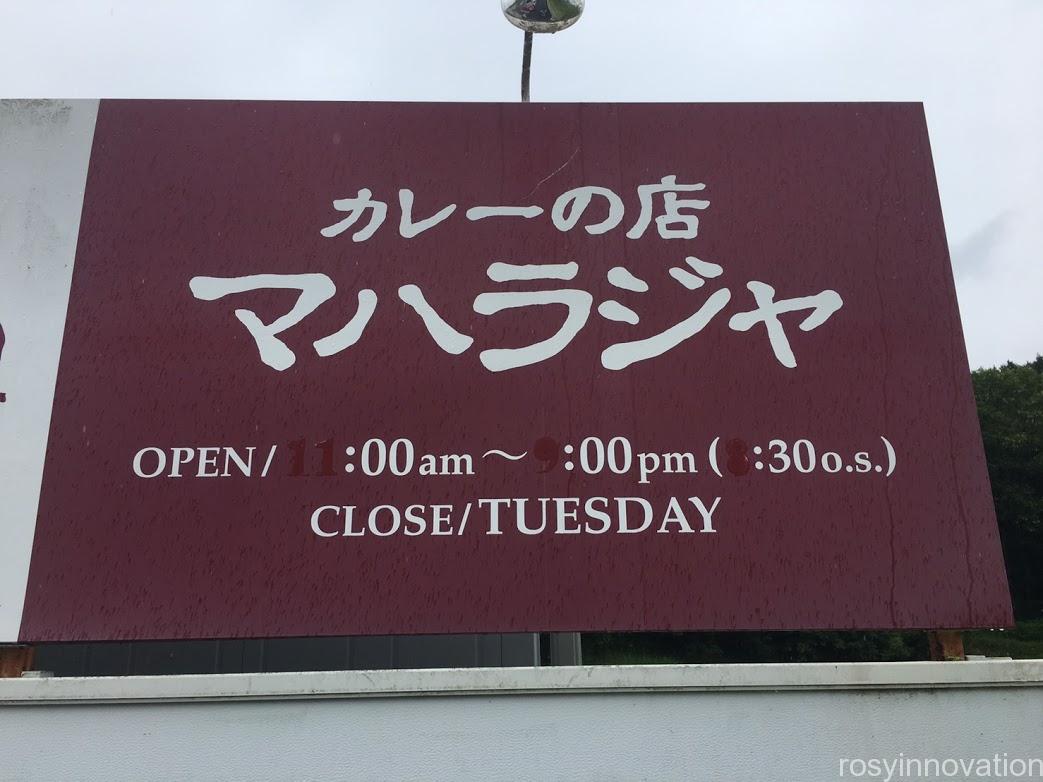 カレーの店
マハラジャ
OPEN/ 11:00am～9:00pm (8:30o.s.)
CLOSE/TUESDAY
rosyinnovation